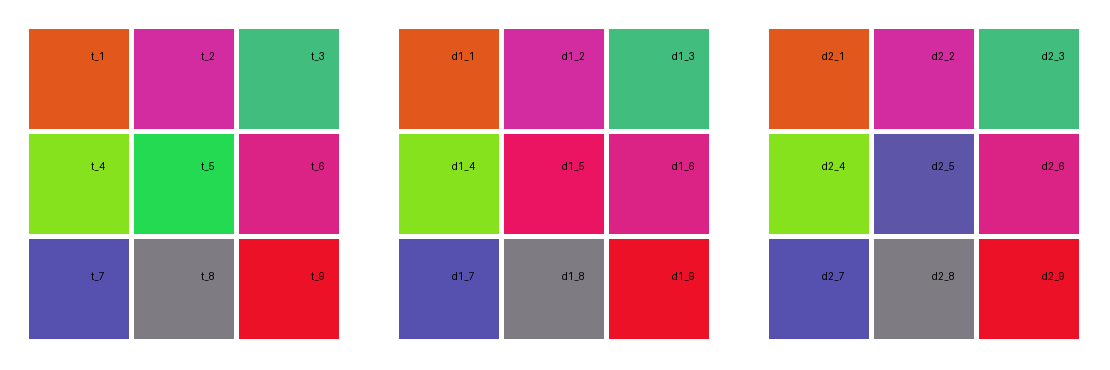 t_1 t_2 t_3 d1_1 d1_2 d1_3 d2_1 d2_2 d2_3
t_4 t_5 t_6 d1_4 d1_5 d1_6 d2_4 d2_5 d2_6
t_7 t_8 t_9 d1_7 d1_8 d1_9 d2_7 d2_8 d2_9